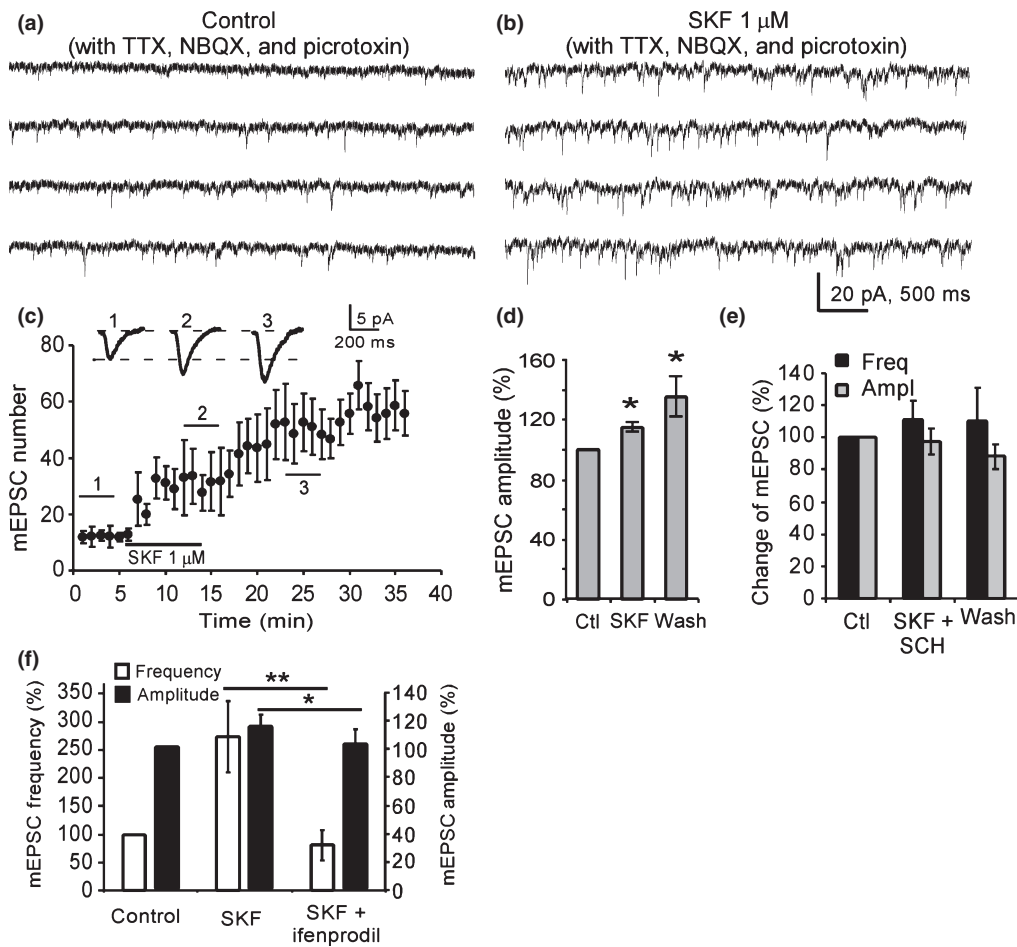 (a)
Control
(with TTX, NBQX, and picrotoxin)
(b)
SKF 1 µM
(with TTX, NBQX, and picrotoxin)
20 pA, 500 ms
(c)
1
2
3
5 pA
200 ms
mEPSC number
80
60
40
20
0
1
2
3
SKF 1 µM
0 5 10 15 20 25 30 35 40
Time (min)
(d)
mEPSC amplitude (%)
160
120
80
40
0
*
*
Ctl SKF Wash
(e)
Change of mEPSC (%)
140
120
100
80
60
40
20
0
Freq
Ampl
Ctl SKF + Wash
SCH
(f)
Frequency
Amplitude
mEPSC frequency (%)
350
300
250
200
150
100
50
0
**
*
140
120
100
80
60
40
20
0
mEPSC amplitude (%)
Control SKF SKF +
ifenprodil